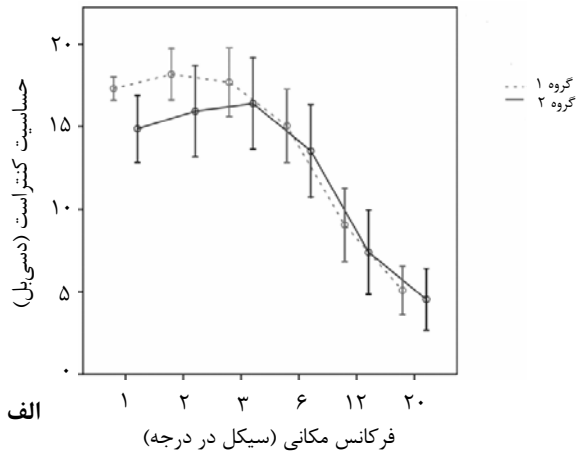 حساسیت کنتراست (دسی‌بل)
۲۰
۱۵
۱۰
۵
۰
۱ ۲ ۳ ۶ ۱۲ ۲۰
فرکانس مکانی (سیکل در درجه)
الف
گروه ۱
گروه ۲